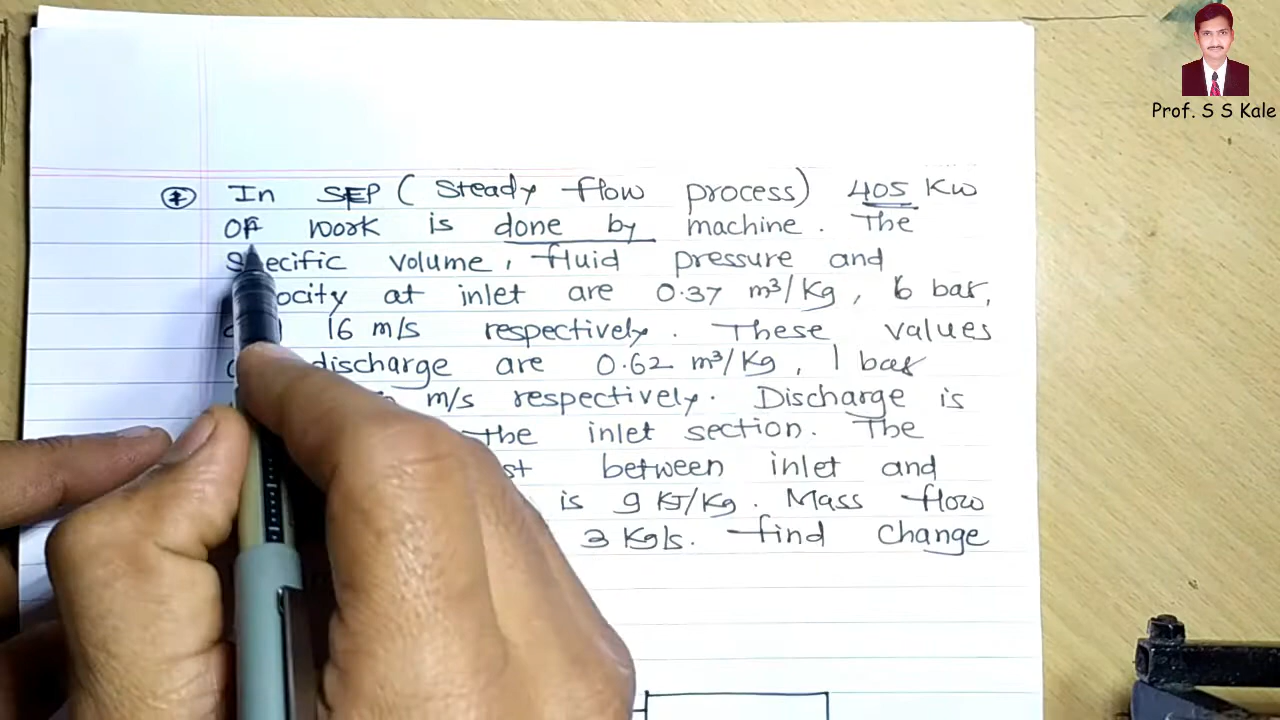 Prof. S S Kale
In SFP ( Steady flow process) 405 Kw
OF work is done by machine. The
Specific volume, fluid pressure and
at inlet are 0.37 m³/Kg, 6 bar,
16 m/s respectively. These values
discharge are 0.62 m³/Kg, 1 bar
m/s respectively. Discharge is
the inlet section. The
between inlet and
is 9 KJ/Kg. Mass flow
3 Kg/s. find change